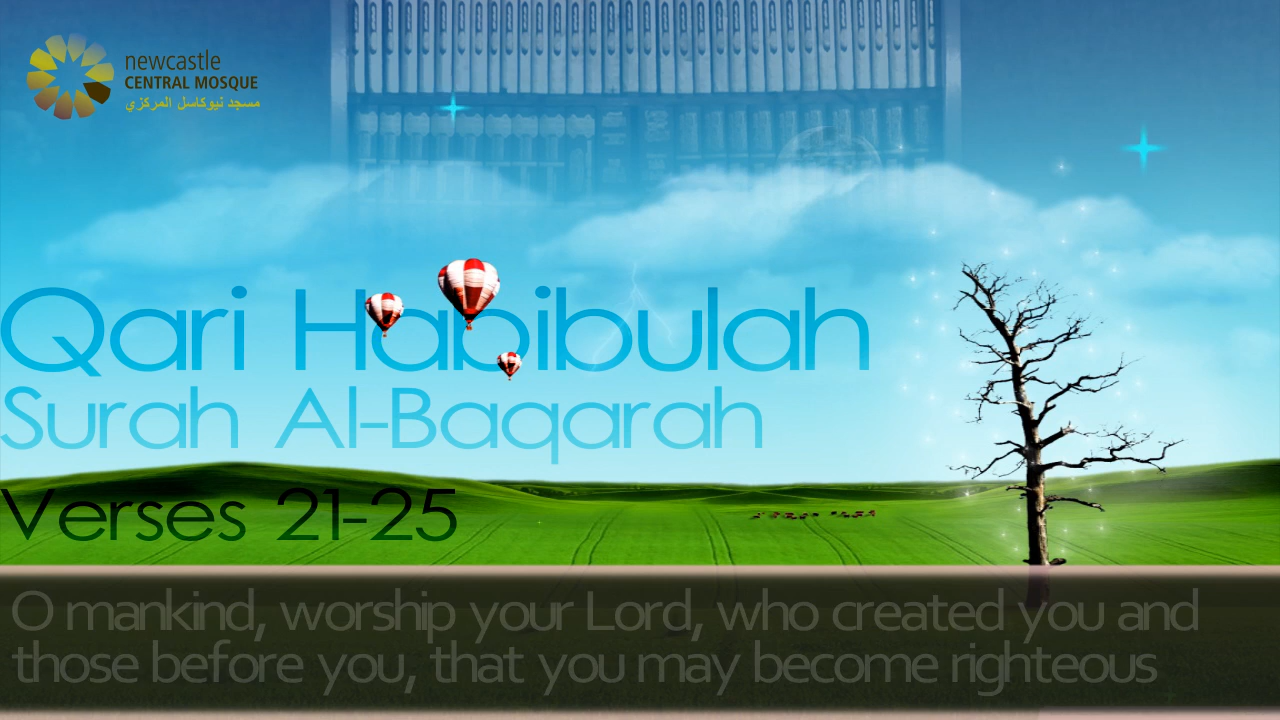 newcastle
CENTRAL MOSQUE
مسجد نيوكاسل المركزي
Qari Habibulah
Surah Al-Baqarah
Verses 21-25
O mankind, worship your Lord, who created you and
those before you, that you may become righteous